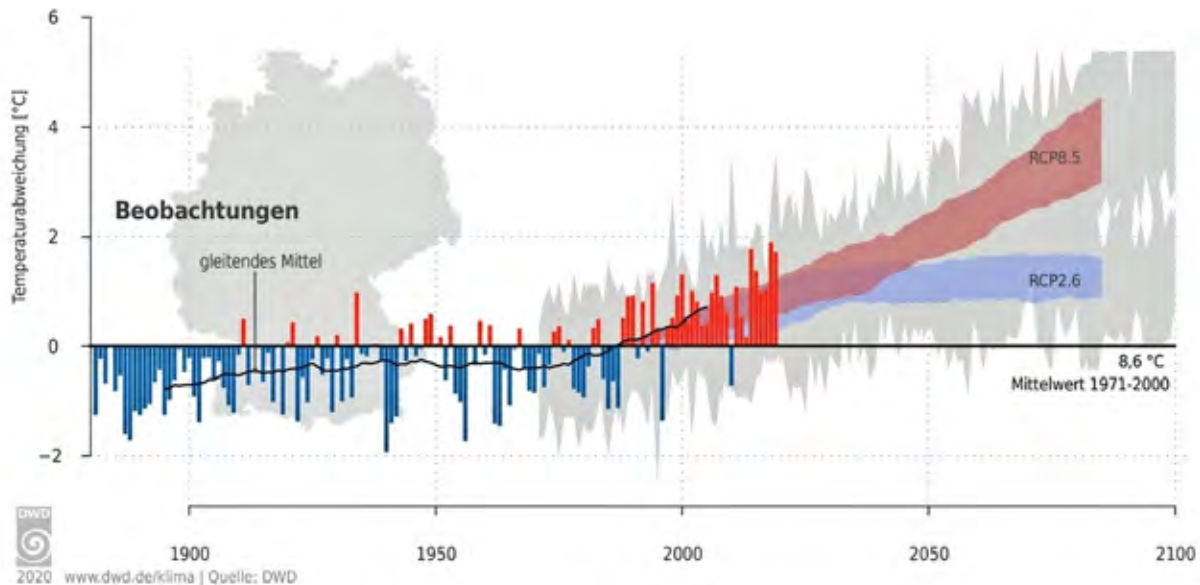 6
4
2
0
−2
Temperaturabweichung [°C]
Beobachtungen
gleitendes Mittel
RCP8.5
RCP2.6
8,6 °C
Mittelwert 1971-2000
1900
1950
2000
2050
2100
DWD
2020 www.dwd.de/klima | Quelle: DWD